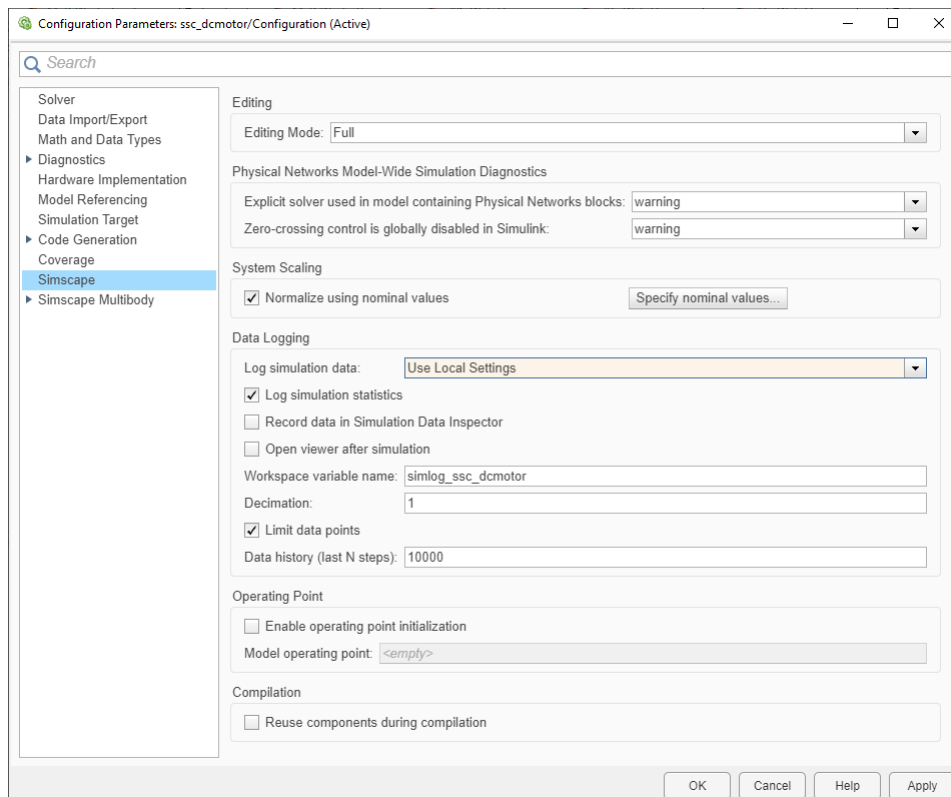 Configuration Parameters: ssc_dcmotor/Configuration (Active)
Search
Solver
Data Import/Export
Math and Data Types
Diagnostics
Hardware Implementation
Model Referencing
Simulation Target
Code Generation
Coverage
Simscape
Simscape Multibody
Editing
Editing Mode: Full
Physical Networks Model-Wide Simulation Diagnostics
Explicit solver used in model containing Physical Networks blocks: warning
Zero-crossing control is globally disabled in Simulink: warning
System Scaling
Normalize using nominal values Specify nominal values...
Data Logging
Log simulation data: Use Local Settings
Log simulation statistics
Record data in Simulation Data Inspector
Open viewer after simulation
Workspace variable name: simlog_ssc_dcmotor
Decimation: 1
Limit data points
Data history (last N steps): 10000
Operating Point
Enable operating point initialization
Model operating point: <empty>
Compilation
Reuse components during compilation
OK Cancel Help Apply